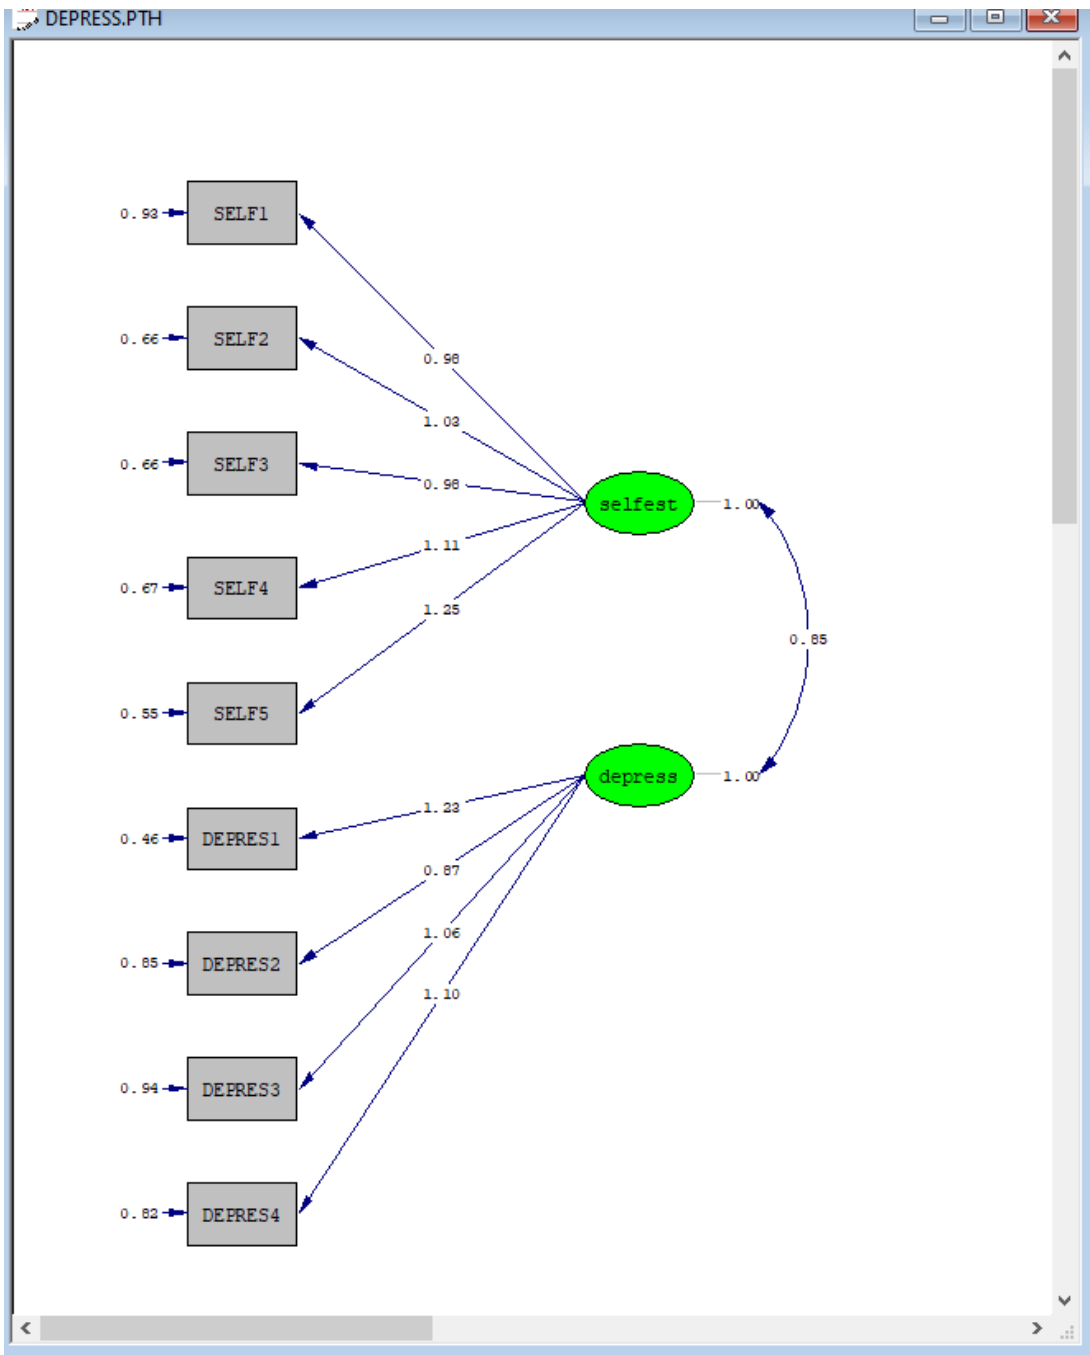 DEPRESS.PTH
0.93 SELF1
0.98
0.66 SELF2
1.03
0.66 SELF3
0.98
selfest 1.00
1.11
0.67 SELF4
1.25
0.85
0.55 SELF5
depress 1.00
1.23
0.46 DEPRES1
0.87
1.06
0.85 DEPRES2
1.10
0.94 DEPRES3
0.82 DEPRES4